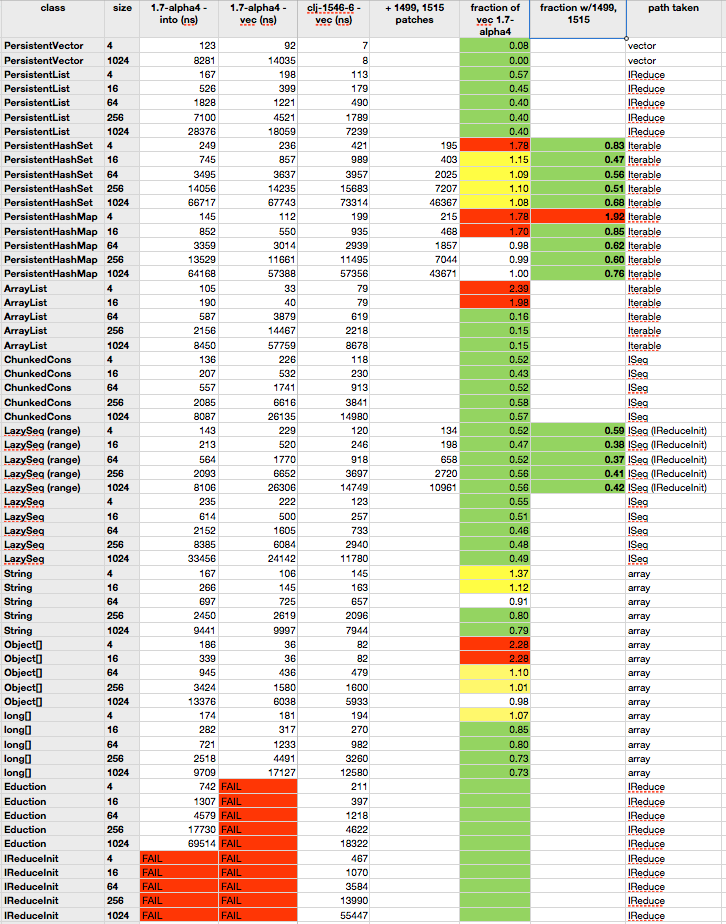 class size 1.7-alpha4 - into (ns) 1.7-alpha4 - vec (ns) clj-1546-6 - vec (ns) + 1499, 1515 patches fraction of vec 1.7-alpha4 fraction w/1499, 1515 path taken
PersistentVector 4 123 92 7 0.08 vector
PersistentVector 1024 8281 14035 8 0.00 vector
PersistentList 4 167 198 113 0.57 IReduce
PersistentList 16 526 399 179 0.45 IReduce
PersistentList 64 1828 1221 490 0.40 IReduce
PersistentList 256 7100 4521 1789 0.40 IReduce
PersistentList 1024 28376 18059 7239 0.40 IReduce
PersistentHashSet 4 249 236 421 195 1.78 0.83 Iterable
PersistentHashSet 16 745 857 989 403 1.15 0.47 Iterable
PersistentHashSet 64 3495 3637 3957 2025 1.09 0.56 Iterable
PersistentHashSet 256 14056 14235 15683 7207 1.10 0.51 Iterable
PersistentHashSet 1024 66717 67743 73314 46367 1.08 0.68 Iterable
PersistentHashMap 4 145 112 199 215 1.78 1.92 Iterable
PersistentHashMap 16 852 550 935 468 1.70 0.85 Iterable
PersistentHashMap 64 3359 3014 2939 1857 0.98 0.62 Iterable
PersistentHashMap 256 13529 11661 11495 7044 0.99 0.60 Iterable
PersistentHashMap 1024 64168 57388 57356 43671 1.00 0.76 Iterable
ArrayList 4 105 33 79 2.39 Iterable
ArrayList 16 190 40 79 1.98 Iterable
ArrayList 64 587 3879 619 0.16 Iterable
ArrayList 256 2156 14467 2218 0.15 Iterable
ArrayList 1024 8450 57759 8678 0.15 Iterable
ChunkedCons 4 136 226 118 0.52 ISeq
ChunkedCons 16 207 532 230 0.43 ISeq
ChunkedCons 64 557 1741 913 0.52 ISeq
ChunkedCons 256 2085 6616 3841 0.58 ISeq
ChunkedCons 1024 8087 26135 14980 0.57 ISeq
LazySeq (range) 4 143 229 120 134 0.52 0.59 ISeq (IReduceInit)
LazySeq (range) 16 213 520 246 198 0.47 0.38 ISeq (IReduceInit)
LazySeq (range) 64 564 1770 918 658 0.52 0.37 ISeq (IReduceInit)
LazySeq (range) 256 2093 6652 3697 2720 0.56 0.41 ISeq (IReduceInit)
LazySeq (range) 1024 8106 26306 14749 10961 0.56 0.42 ISeq (IReduceInit)
LazySeq 4 235 222 123 0.55 ISeq
LazySeq 16 614 500 257 0.51 ISeq
LazySeq 64 2152 1605 733 0.46 ISeq
LazySeq 256 8385 6084 2940 0.48 ISeq
LazySeq 1024 33456 24142 11780 0.49 ISeq
String 4 167 106 145 1.37 array
String 16 266 145 163 1.12 array
String 64 697 725 657 0.91 array
String 256 2450 2619 2096 0.80 array
String 1024 9441 9997 7944 0.79 array
Object[] 4 186 36 82 2.28 array
Object[] 16 339 36 82 2.28 array
Object[] 64 945 436 479 1.10 array
Object[] 256 3424 1580 1600 1.01 array
Object[] 1024 13376 6038 5933 0.98 array
long[] 4 174 181 194 1.07 array
long[] 16 282 317 270 0.85 array
long[] 64 721 1233 982 0.80 array
long[] 256 2518 4491 3260 0.73 array
long[] 1024 9709 17127 12580 0.73 array
Eduction 4 742 FAIL 211 IReduce
Eduction 16 1307 FAIL 397 IReduce
Eduction 64 4579 FAIL 1218 IReduce
Eduction 256 17730 FAIL 4622 IReduce
Eduction 1024 69514 FAIL 18322 IReduce
IReduceInit 4 FAIL FAIL 467 IReduce
IReduceInit 16 FAIL FAIL 1070 IReduce
IReduceInit 64 FAIL FAIL 3584 IReduce
IReduceInit 256 FAIL FAIL 13990 IReduce
IReduceInit 1024 FAIL FAIL 55447 IReduce